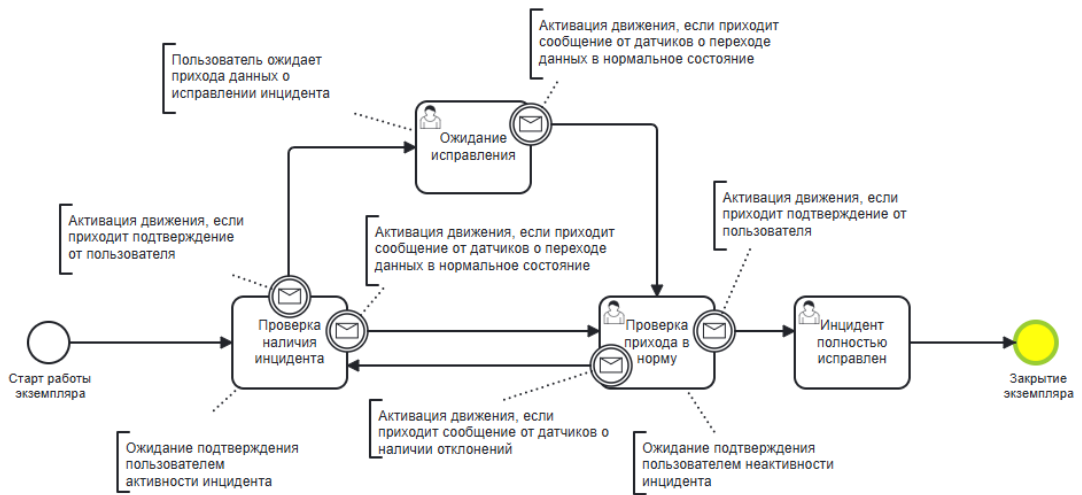 Активация движения, если приходит
сообщение от датчиков о переходе
данных в нормальное состояние
Пользователь ожидает
прихода данных о
исправлении инцидента
Ожидание
исправления
Активация движения, если
приходит подтверждение
от пользователя
Активация движения, если приходит
сообщение от датчиков о переходе
данных в нормальное состояние
Активация движения, если
приходит подтверждение от
пользователя
Старт работы
экземпляра
Проверка
наличия
инцидента
Проверка
прихода в
норму
Инцидент
полностью
исправлен
Закрытие
экземпляра
Ожидание подтверждения
пользователем
активности инцидента
Активация движения, если
приходит сообщение от датчиков о
наличии отклонений
Ожидание подтверждения
пользователем неактивности
инцидента